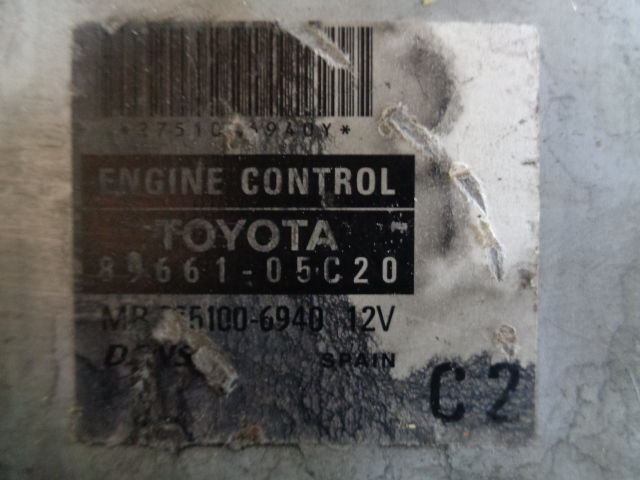 ENGINE CONTROL
TOYOTA
89661-05C20
5100-6940 12V
SPAIN
C2